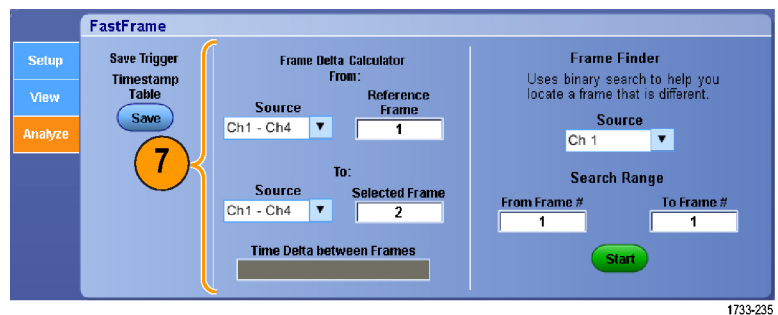 FastFrame
Setup
View
Analyze
Save Trigger
Timestamp
Table
Save
7
Frame Delta Calculator
From:
Source
Reference
Frame
Ch1 - Ch4
1
To:
Source
Selected Frame
Ch1 - Ch4
2
Time Delta between Frames
Frame Finder
Uses binary search to help you
locate a frame that is different.
Source
Ch 1
Search Range
From Frame #
To Frame #
1
1
Start
1733-235